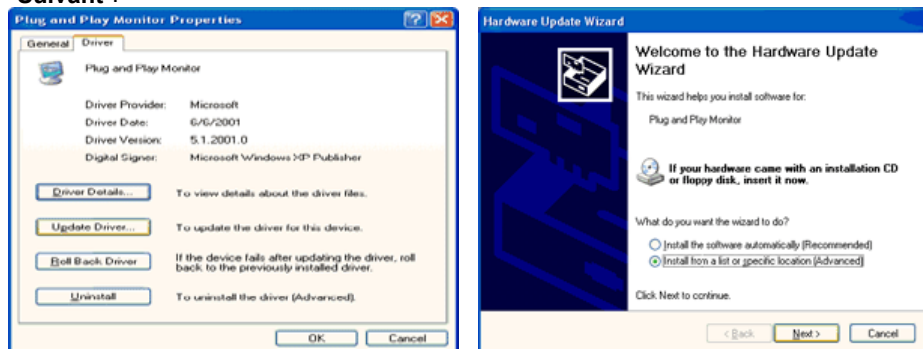 Plug and Play Monitor Properties
General Driver
Plug and Play Monitor
Driver Provider: Microsoft
Driver Date: 6/6/2001
Driver Version: 5.1.2001.0
Digital Signer: Microsoft Windows XP Publisher
Driver Details... To view details about the driver files.
Update Driver... To update the driver for this device.
Roll Back Driver If the device fails after updating the driver, roll
back to the previously installed driver.
Uninstall To uninstall the driver (Advanced).
OK Cancel
Hardware Update Wizard
Welcome to the Hardware Update
Wizard
This wizard helps you install software for:
Plug and Play Monitor
If your hardware came with an installation CD
or floppy disk, insert it now.
What do you want the wizard to do?
Install the software automatically (Recommended)
Install from a list or specific location (Advanced)
Click Next to continue.
< Back Next > Cancel